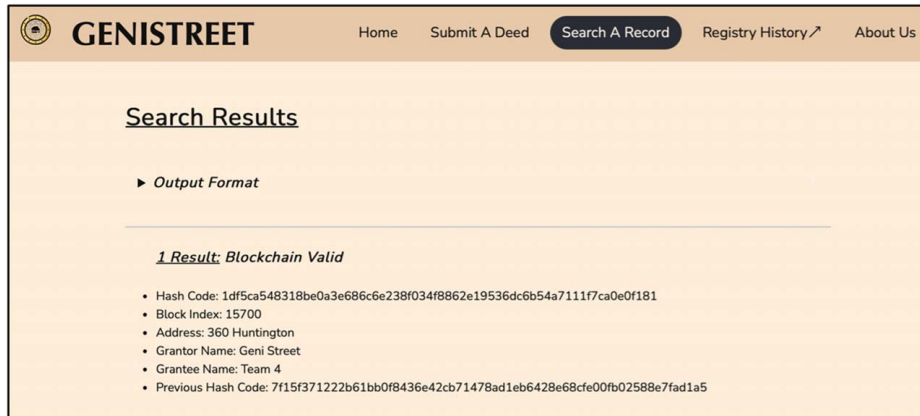 GENISTREET Home Submit A Deed Search A Record Registry History↗ About Us
Search Results
▶ Output Format
1 Result: Blockchain Valid
• Hash Code: 1df5ca548318be0a3e686c6e238f034f8862e19536dc6b54a7111f7ca0e0f181
• Block Index: 15700
• Address: 360 Huntington
• Grantor Name: Geni Street
• Grantee Name: Team 4
• Previous Hash Code: 7f15f371222b61bb0f8436e42cb71478ad1eb6428e68cfe00fb02588e7fad1a5